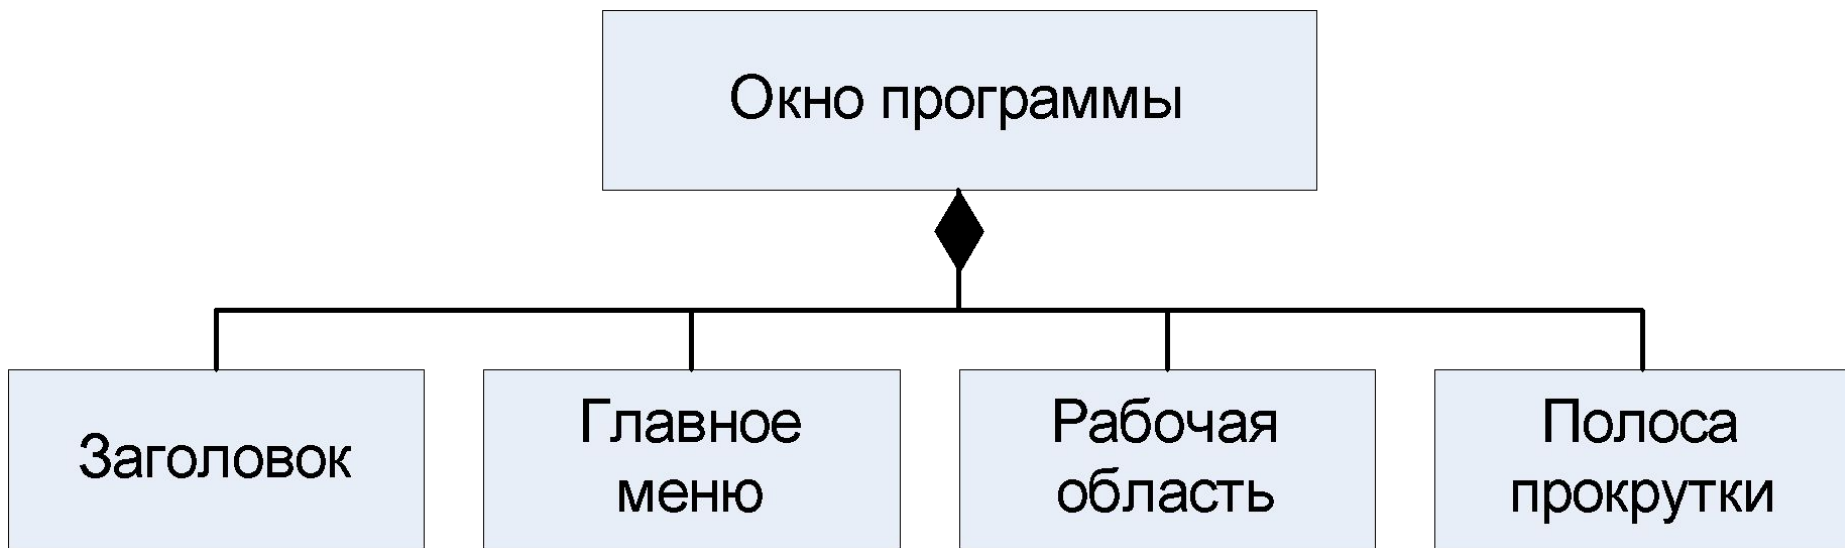 Окно программы
Заголовок
Главное
меню
Рабочая
область
Полоса
прокрутки